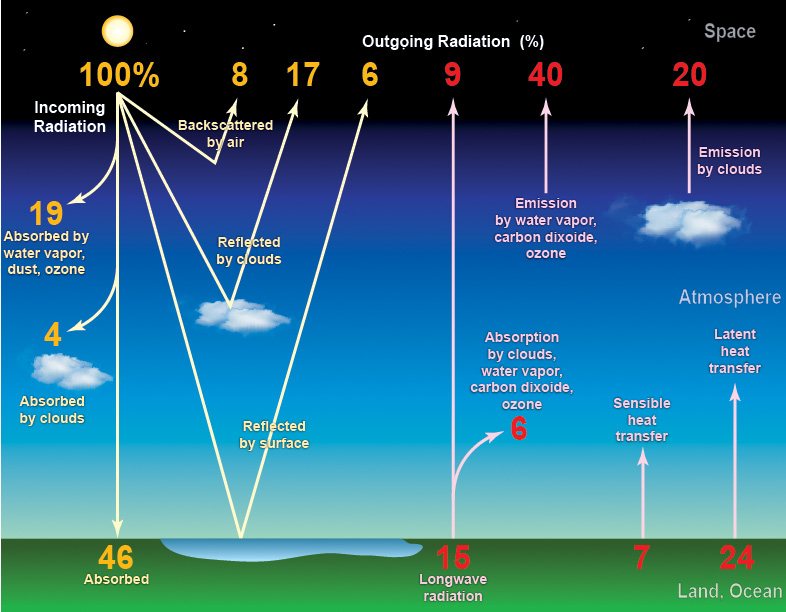 Space
Outgoing Radiation (%)
100%
8
17
6
9
40
20
Incoming
Radiation
Backscattered
by air
Emission
by clouds
19
Absorbed by
water vapor,
dust, ozone
Emission
by water vapor,
carbon dixoide,
ozone
Reflected
by clouds
Atmosphere
4
Absorbed
by clouds
Absorption
by clouds,
water vapor,
carbon dixoide,
ozone
6
Latent
heat
transfer
Sensible
heat
transfer
Reflected
by surface
46
Absorbed
15
Longwave
radiation
7
24
Land, Ocean